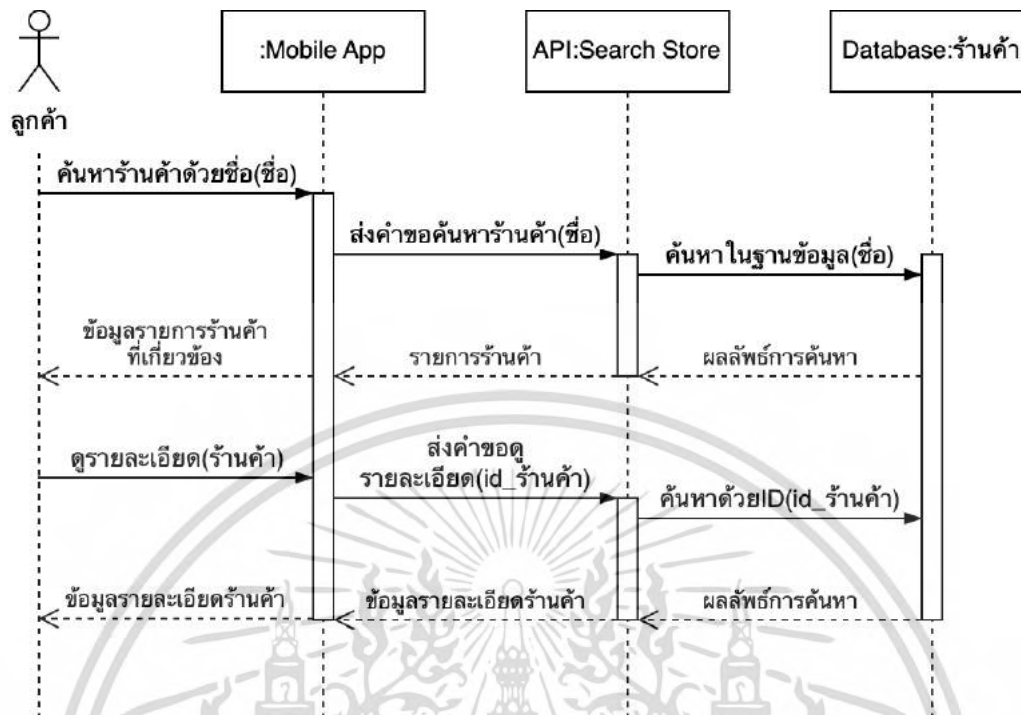 :Mobile App
API:Search Store
Database:ร้านค้า
ลูกค้า
ค้นหาร้านค้าด้วยชื่อ(ชื่อ)
ส่งคำขอค้นหาร้านค้า(ชื่อ)
ค้นหาในฐานข้อมูล(ชื่อ)
ข้อมูลรายการร้านค้า
ที่เกี่ยวข้อง
รายการร้านค้า
ผลลัพธ์การค้นหา
ดูรายละเอียด(ร้านค้า)
ส่งคำขอดู
รายละเอียด(id_ร้านค้า)
ค้นหาด้วยID(id_ร้านค้า)
ข้อมูลรายละเอียดร้านค้า
ข้อมูลรายละเอียดร้านค้า
ผลลัพธ์การค้นหา